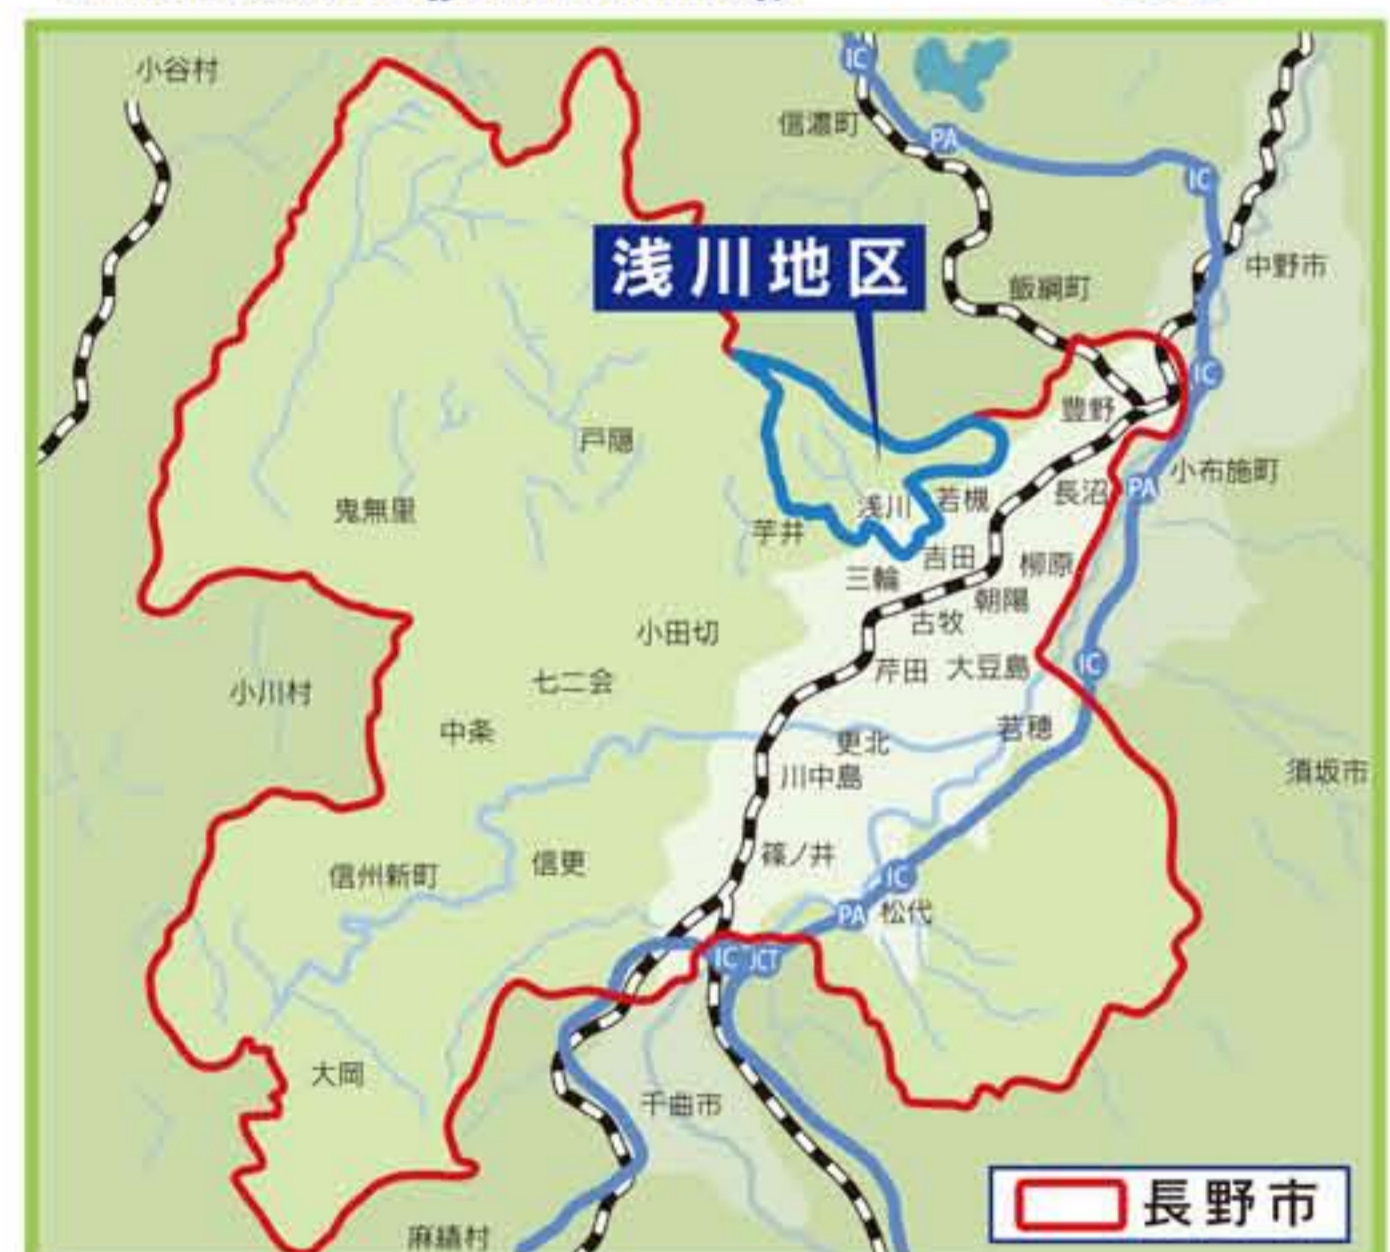 小谷村
IC
信濃町
PA
IC
浅川地区
中野市
飯綱町
IC
豊野
戸隠
小布施町
鬼無里
浅川
若槻
長沼
PA
芋井
吉田
柳原
三輪
朝陽
古牧
小田切
芹田
大豆島
IC
小川村
七二会
中条
若穂
更北
川中島
須坂市
篠ノ井
信州新町
信更
IC
PA
松代
IC
JCT
大岡
千曲市
長野市
麻績村